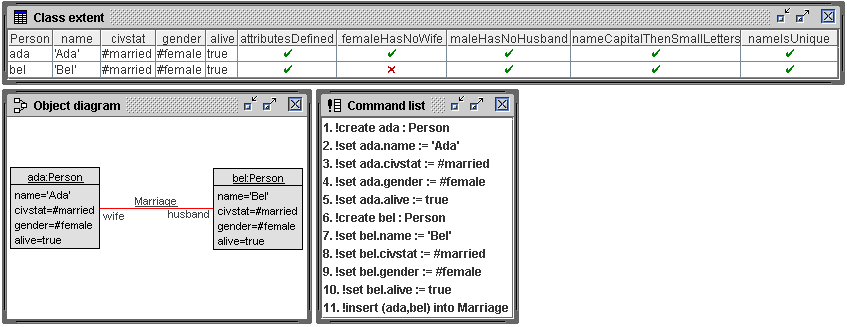 Class extent
Person name civstat gender alive attributesDefined femaleHasNoWife maleHasNoHusband nameCapitalThenSmallLetters nameIsUnique
ada 'Ada' #married #female true ✔ ✔ ✔ ✔ ✔
bel 'Bel' #married #female true ✔ ✕ ✔ ✔ ✔
Object diagram
ada:Person
name='Ada'
civstat=#married
gender=#female
alive=true
Marriage
wife husband
bel:Person
name='Bel'
civstat=#married
gender=#female
alive=true
Command list
1. !create ada : Person
2. !set ada.name := 'Ada'
3. !set ada.civstat := #married
4. !set ada.gender := #female
5. !set ada.alive := true
6. !create bel : Person
7. !set bel.name := 'Bel'
8. !set bel.civstat := #married
9. !set bel.gender := #female
10. !set bel.alive := true
11. !insert (ada,bel) into Marriage